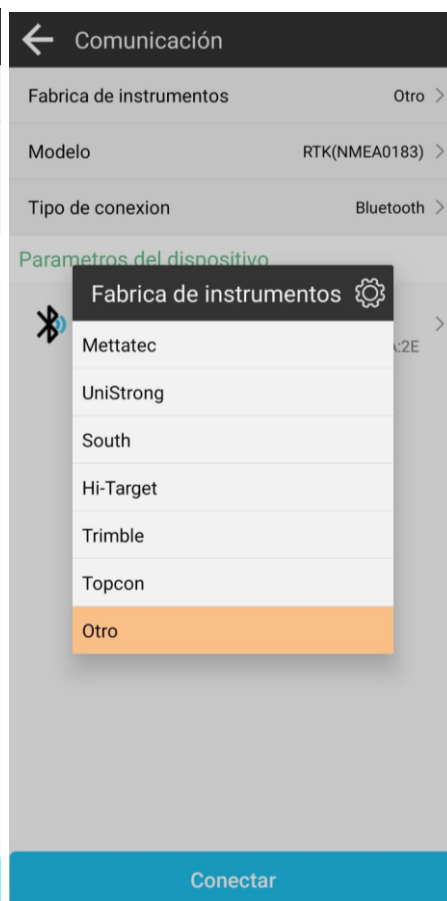 Comunicación
Fabrica de instrumentos Otro
Modelo RTK(NMEA0183)
Tipo de conexion Bluetooth
Parametros del dispositivo
Fabrica de instrumentos
Mettatec
:2E
UniStrong
South
Hi-Target
Trimble
Topcon
Otro
Conectar